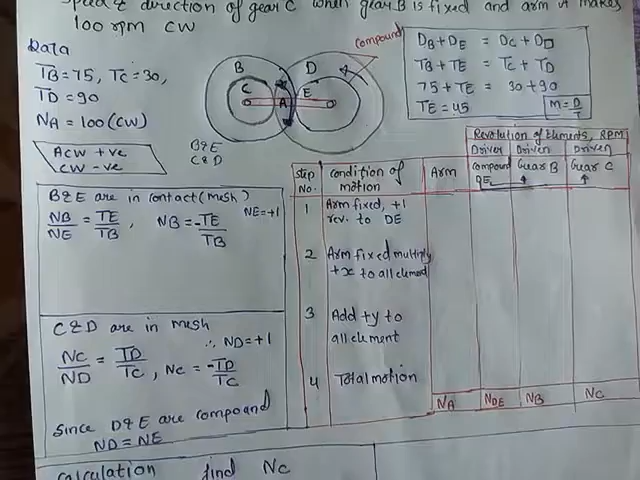 speed & direction of gear C when gear B is fixed and arm A makes
100 rpm CW
Data
TB=75, TC=30,
TD=90
NA=100(CW)
ACW +ve
CW -ve
B
D
C
A
E
compound
B&E
C&D
DB+DE = DC+DD
TB+TE = TC+TD
75+TE = 30+90
TE=45
m=D/T
B&E are in contact(mesh)
NB/NE = TE/TB, NB=-TE/TB NE=+1
C&D are in mesh
∴ ND=+1
NC/ND = TD/TC, NC=-TD/TC
Since D&E are compound
ND=NE
Revolution of Elements, RPM
Driver Driven Driven
Step No. condition of motion Arm compound DE Gear B Gear C
1 Arm fixed, +1 rev. to DE
2 Arm fixed multiply +x to all element
3 Add +y to all element
4 Total motion
NA NDE NB NC
calculation find NC